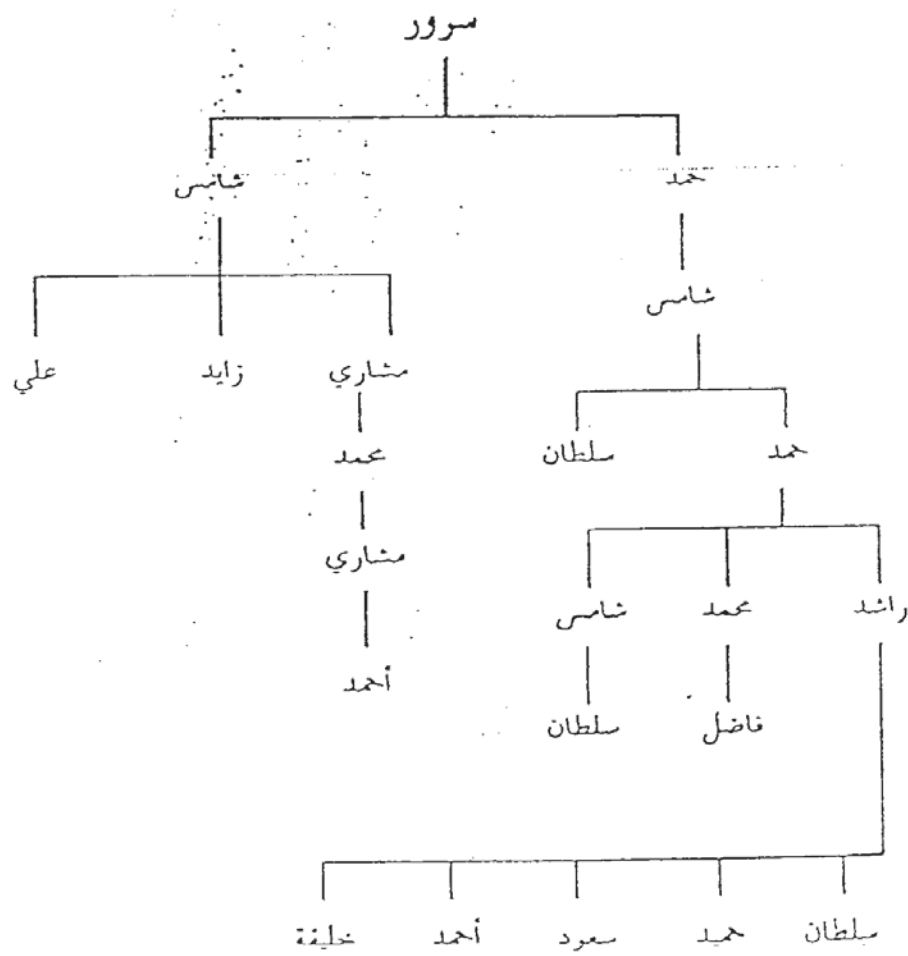 سرور
حمد شامس
شامس
مشاري زايد علي
حمد سلطان محمد
مشاري
راشد محمد شامس
أحمد
فاضل سلطان
سلطان حميد سعود أحمد خليفة